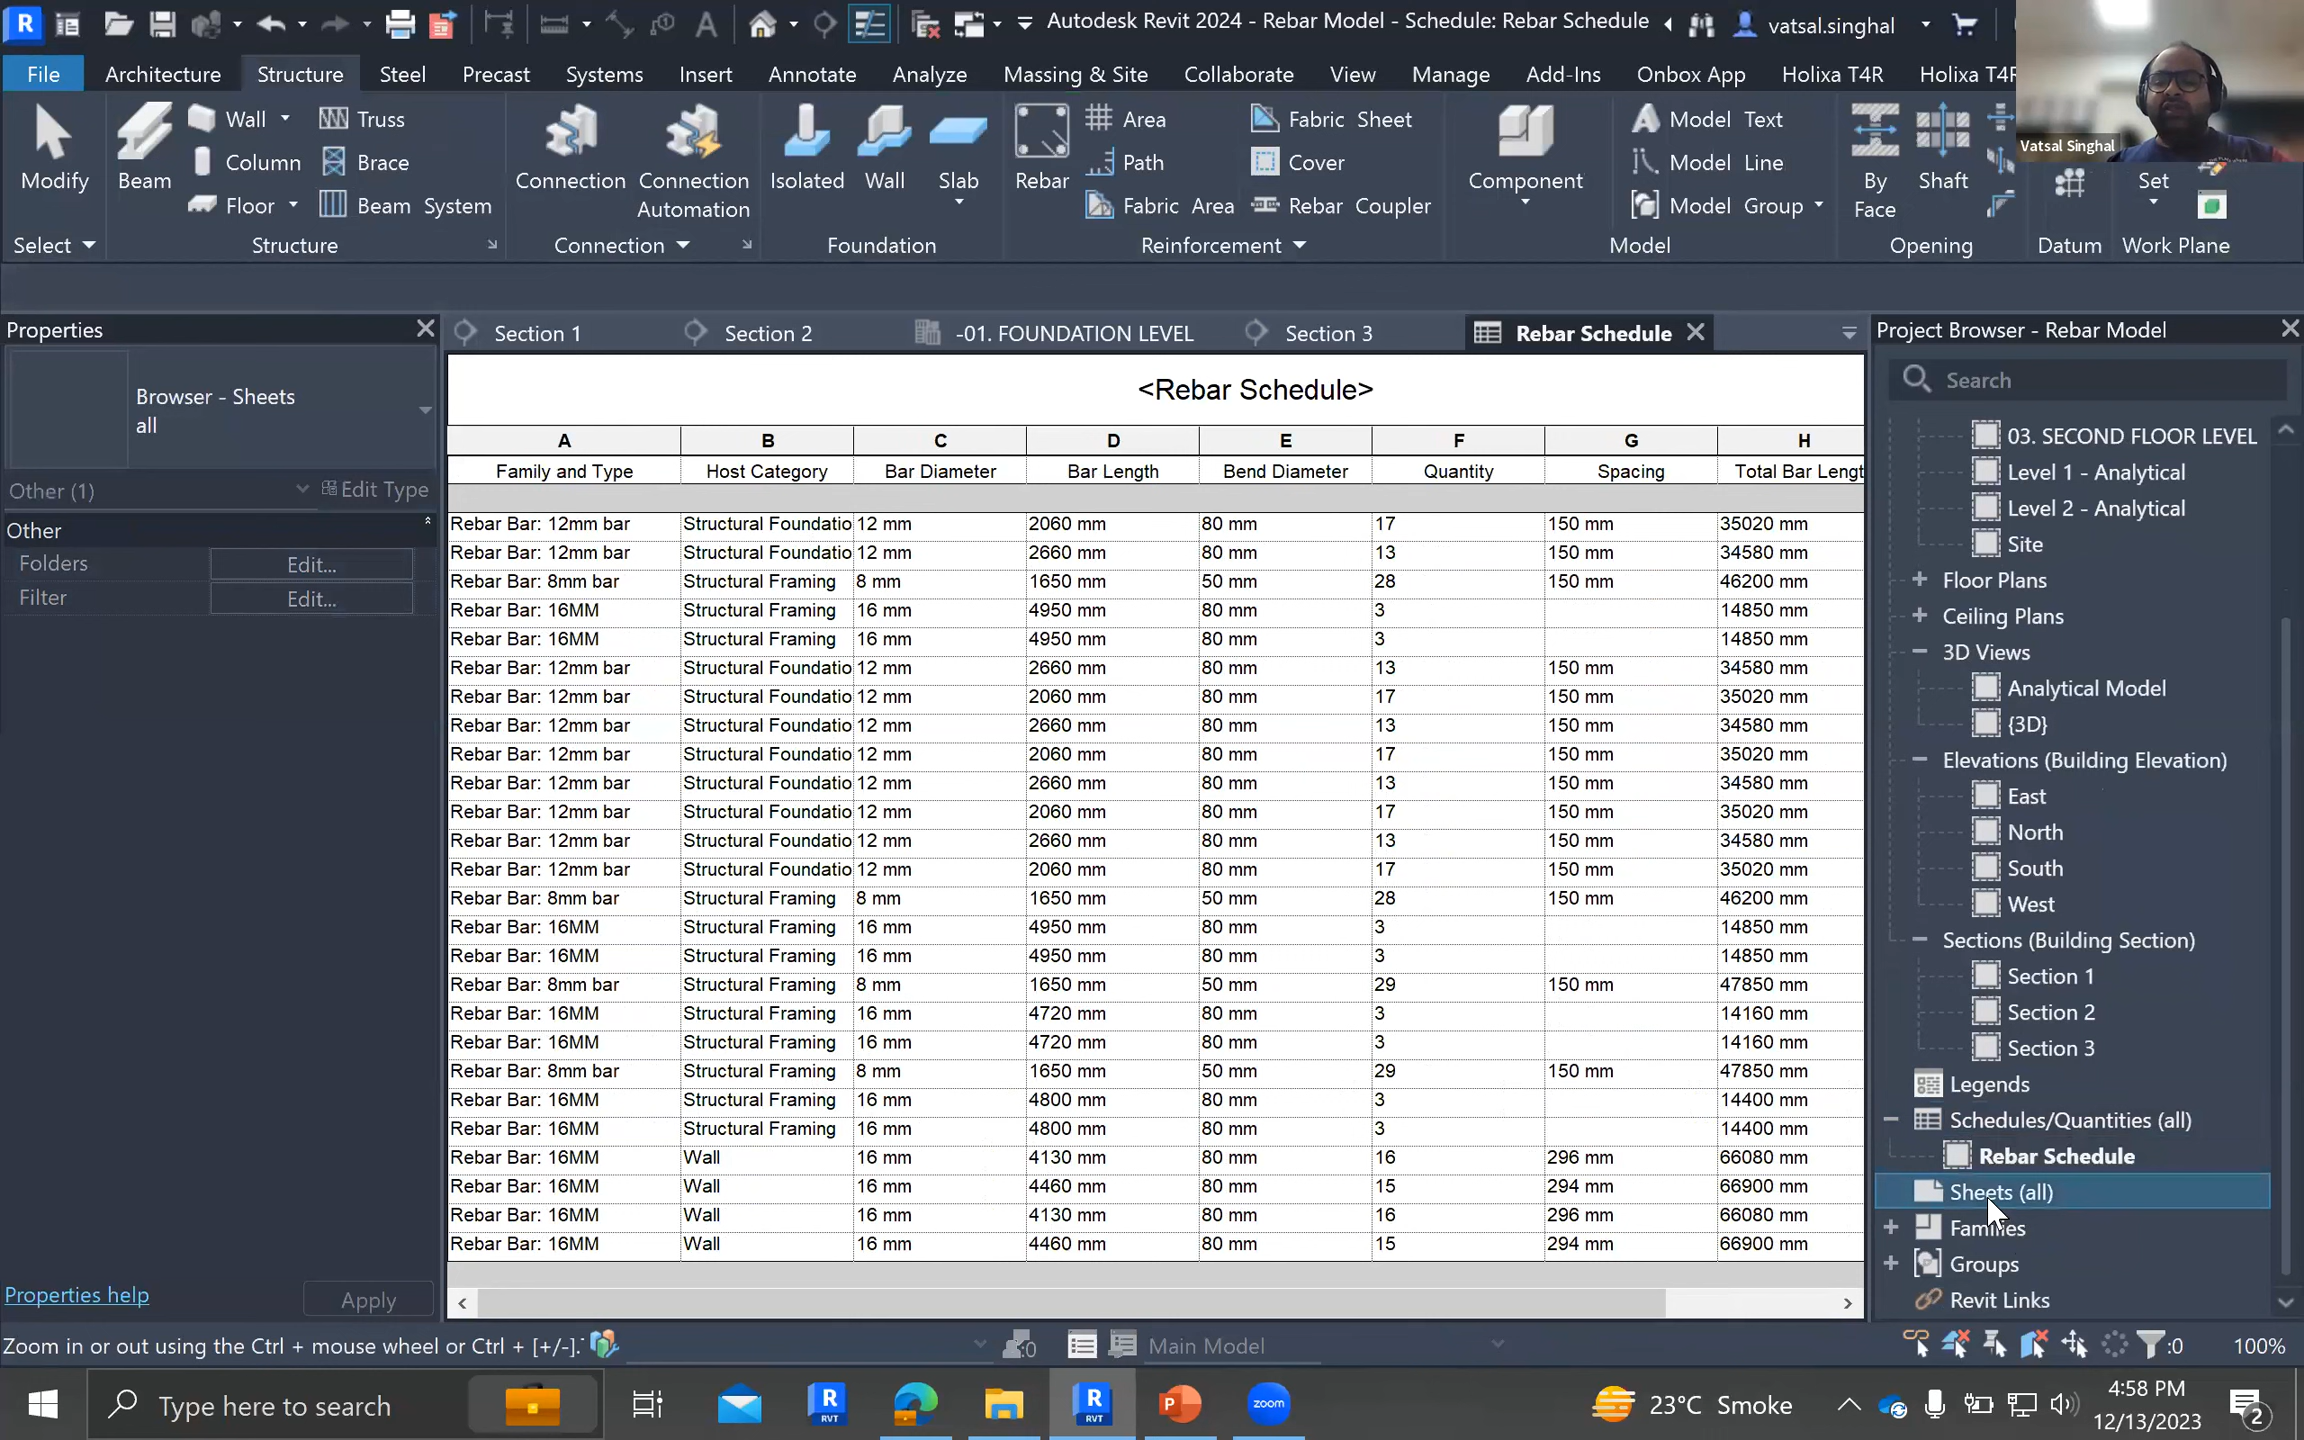 Autodesk Revit 2024 - Rebar Model - Schedule: Rebar Schedule
vatsal.singhal
File Architecture Structure Steel Precast Systems Insert Annotate Analyze Massing & Site Collaborate View Manage Add-Ins Onbox App Holixa T4R Holixa T4R
Modify
Beam
Wall
Column
Floor
Truss
Brace
Beam System
Connection
Connection Automation
Isolated
Wall
Slab
Rebar
Area
Path
Fabric Area
Fabric Sheet
Cover
Rebar Coupler
Component
Model Text
Model Line
Model Group
By Face
Shaft
Set
Vatsal Singhal
Select Structure Connection Foundation Reinforcement Model Opening Datum Work Plane
Properties
Browser - Sheets
all
Other (1) Edit Type
Other
Folders Edit...
Filter Edit...
Properties help Apply
Section 1 Section 2 -01. FOUNDATION LEVEL Section 3 Rebar Schedule
<Rebar Schedule>
A B C D E F G H
Family and Type Host Category Bar Diameter Bar Length Bend Diameter Quantity Spacing Total Bar Lengt
Rebar Bar: 12mm bar Structural Foundatio 12 mm 2060 mm 80 mm 17 150 mm 35020 mm
Rebar Bar: 12mm bar Structural Foundatio 12 mm 2660 mm 80 mm 13 150 mm 34580 mm
Rebar Bar: 8mm bar Structural Framing 8 mm 1650 mm 50 mm 28 150 mm 46200 mm
Rebar Bar: 16MM Structural Framing 16 mm 4950 mm 80 mm 3 14850 mm
Rebar Bar: 16MM Structural Framing 16 mm 4950 mm 80 mm 3 14850 mm
Rebar Bar: 12mm bar Structural Foundatio 12 mm 2660 mm 80 mm 13 150 mm 34580 mm
Rebar Bar: 12mm bar Structural Foundatio 12 mm 2060 mm 80 mm 17 150 mm 35020 mm
Rebar Bar: 12mm bar Structural Foundatio 12 mm 2660 mm 80 mm 13 150 mm 34580 mm
Rebar Bar: 12mm bar Structural Foundatio 12 mm 2060 mm 80 mm 17 150 mm 35020 mm
Rebar Bar: 12mm bar Structural Foundatio 12 mm 2660 mm 80 mm 13 150 mm 34580 mm
Rebar Bar: 12mm bar Structural Foundatio 12 mm 2060 mm 80 mm 17 150 mm 35020 mm
Rebar Bar: 12mm bar Structural Foundatio 12 mm 2660 mm 80 mm 13 150 mm 34580 mm
Rebar Bar: 12mm bar Structural Foundatio 12 mm 2060 mm 80 mm 17 150 mm 35020 mm
Rebar Bar: 8mm bar Structural Framing 8 mm 1650 mm 50 mm 28 150 mm 46200 mm
Rebar Bar: 16MM Structural Framing 16 mm 4950 mm 80 mm 3 14850 mm
Rebar Bar: 16MM Structural Framing 16 mm 4950 mm 80 mm 3 14850 mm
Rebar Bar: 8mm bar Structural Framing 8 mm 1650 mm 50 mm 29 150 mm 47850 mm
Rebar Bar: 16MM Structural Framing 16 mm 4720 mm 80 mm 3 14160 mm
Rebar Bar: 16MM Structural Framing 16 mm 4720 mm 80 mm 3 14160 mm
Rebar Bar: 8mm bar Structural Framing 8 mm 1650 mm 50 mm 29 150 mm 47850 mm
Rebar Bar: 16MM Structural Framing 16 mm 4800 mm 80 mm 3 14400 mm
Rebar Bar: 16MM Structural Framing 16 mm 4800 mm 80 mm 3 14400 mm
Rebar Bar: 16MM Wall 16 mm 4130 mm 80 mm 16 296 mm 66080 mm
Rebar Bar: 16MM Wall 16 mm 4460 mm 80 mm 15 294 mm 66900 mm
Rebar Bar: 16MM Wall 16 mm 4130 mm 80 mm 16 296 mm 66080 mm
Rebar Bar: 16MM Wall 16 mm 4460 mm 80 mm 15 294 mm 66900 mm
Project Browser - Rebar Model
Search
03. SECOND FLOOR LEVEL
Level 1 - Analytical
Level 2 - Analytical
Site
Floor Plans
Ceiling Plans
3D Views
Analytical Model
{3D}
Elevations (Building Elevation)
East
North
South
West
Sections (Building Section)
Section 1
Section 2
Section 3
Legends
Schedules/Quantities (all)
Rebar Schedule
Sheets (all)
Families
Groups
Revit Links
Zoom in or out using the Ctrl + mouse wheel or Ctrl + [+/-]. :0 Main Model :0 100%
Type here to search
R
RVT
R
RVT
P
zoom
23°C Smoke
4:58 PM
12/13/2023
2